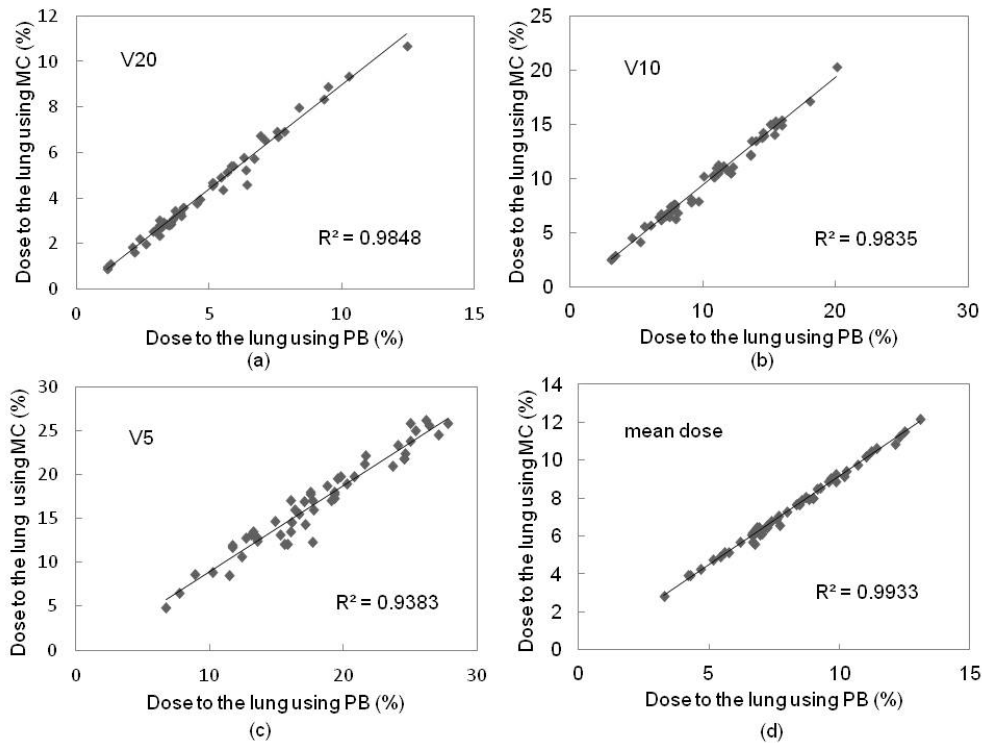 Dose to the lung using MC (%)
12
10
8
6
4
2
0
V20
R² = 0.9848
0
5
10
15
Dose to the lung using PB (%)
(a)
Dose to the lung using MC (%)
25
20
15
10
5
0
V10
R² = 0.9835
0
10
20
30
Dose to the lung using PB (%)
(b)
Dose to the lung using MC (%)
30
25
20
15
10
5
0
V5
R² = 0.9383
0
10
20
30
Dose to the lung using PB (%)
(c)
Dose to the lung using MC (%)
14
12
10
8
6
4
2
0
mean dose
R² = 0.9933
0
5
10
15
Dose to the lung using PB (%)
(d)